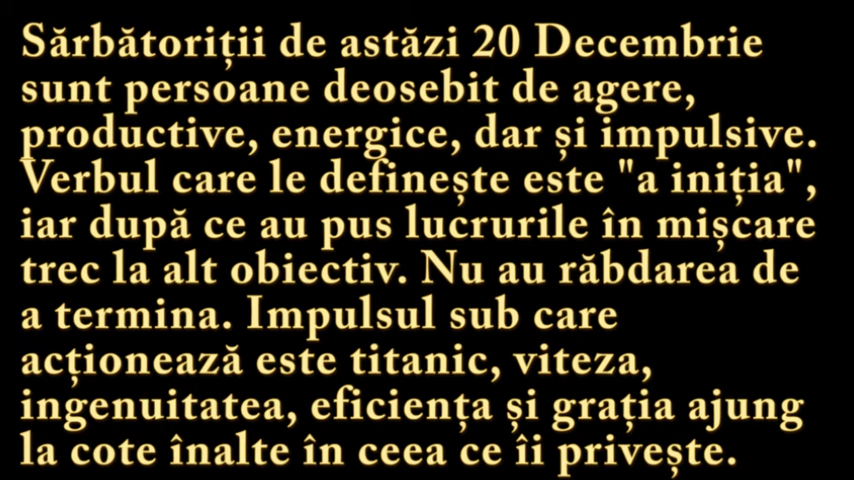 Sărbătoriții de astăzi 20 Decembrie
sunt persoane deosebit de agere,
productive, energice, dar și impulsive.
Verbul care le definește este "a iniția",
iar după ce au pus lucrurile în mișcare
trec la alt obiectiv. Nu au răbdarea de
a termina. Impulsul sub care
acționează este titanic, viteza,
ingenuitatea, eficiența și grația ajung
la cote înalte în ceea ce îi privește.